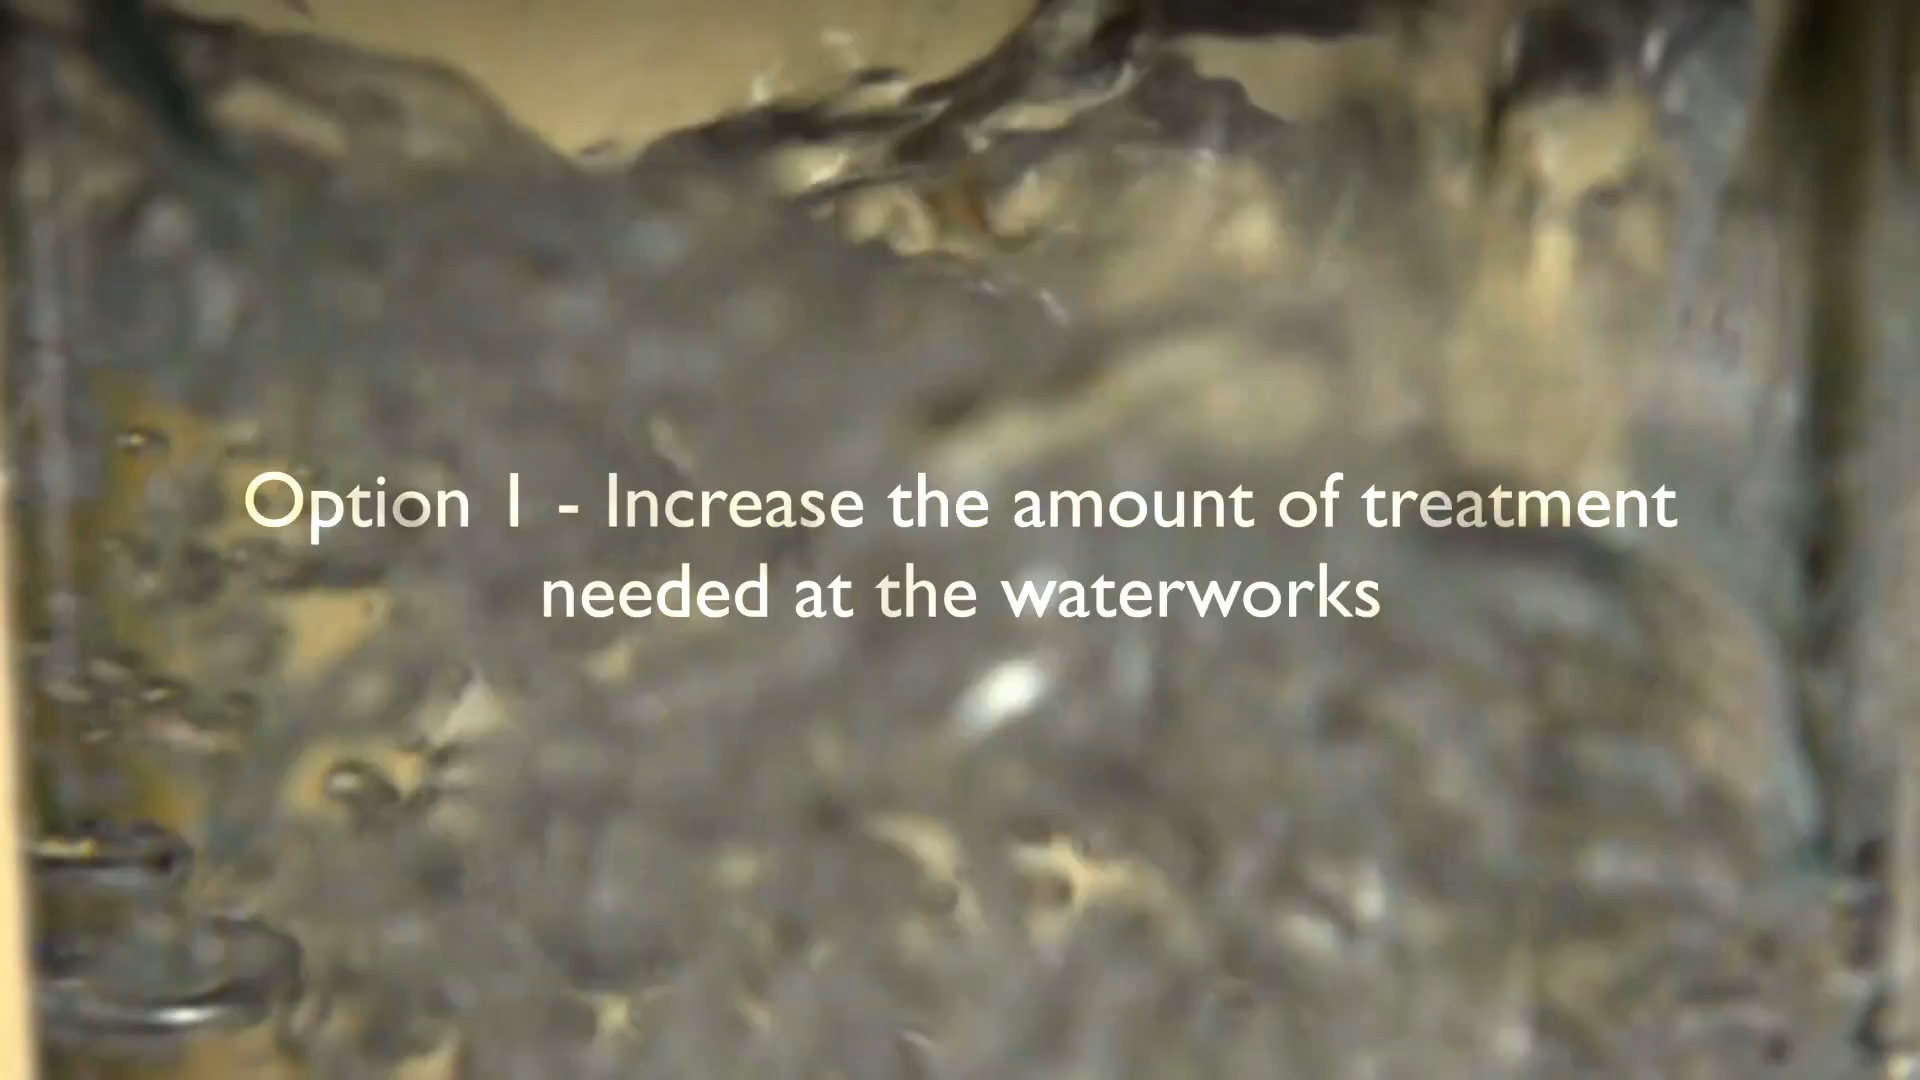 Option 1 - Increase the amount of treatment
needed at the waterworks